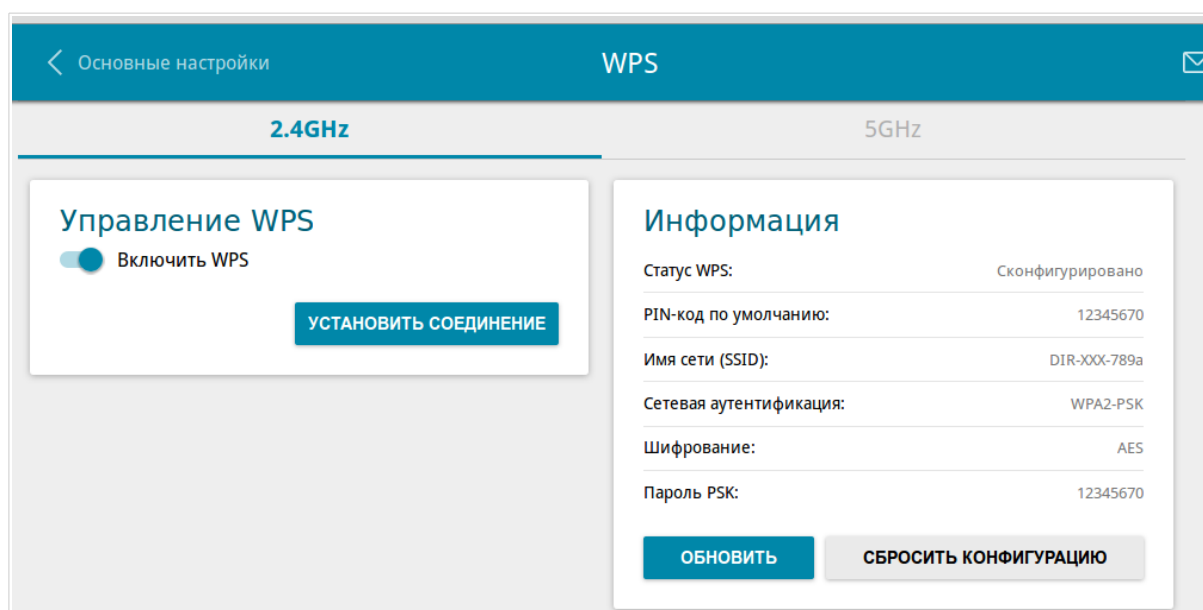 Основные настройки
WPS
2.4GHz
5GHz
Управление WPS
Включить WPS
УСТАНОВИТЬ СОЕДИНЕНИЕ
Информация
Статус WPS: Сконфигурировано
PIN-код по умолчанию: 12345670
Имя сети (SSID): DIR-XXX-789a
Сетевая аутентификация: WPA2-PSK
Шифрование: AES
Пароль PSK: 12345670
ОБНОВИТЬ
СБРОСИТЬ КОНФИГУРАЦИЮ